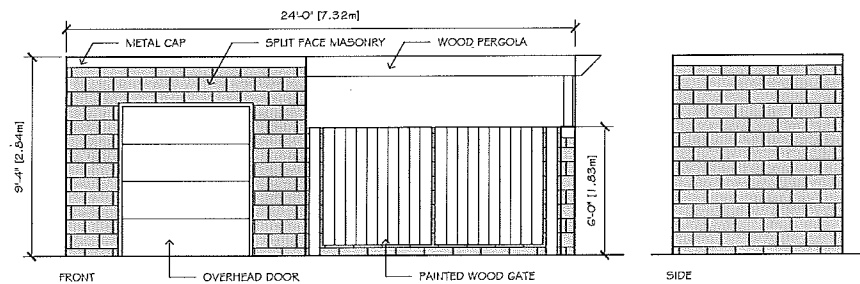 24'-0" [7.32m]
METAL CAP
SPLIT FACE MASONRY
WOOD PERGOLA
9'-4" [2.84m]
6'-0" [1.83m]
FRONT
OVERHEAD DOOR
PAINTED WOOD GATE
SIDE